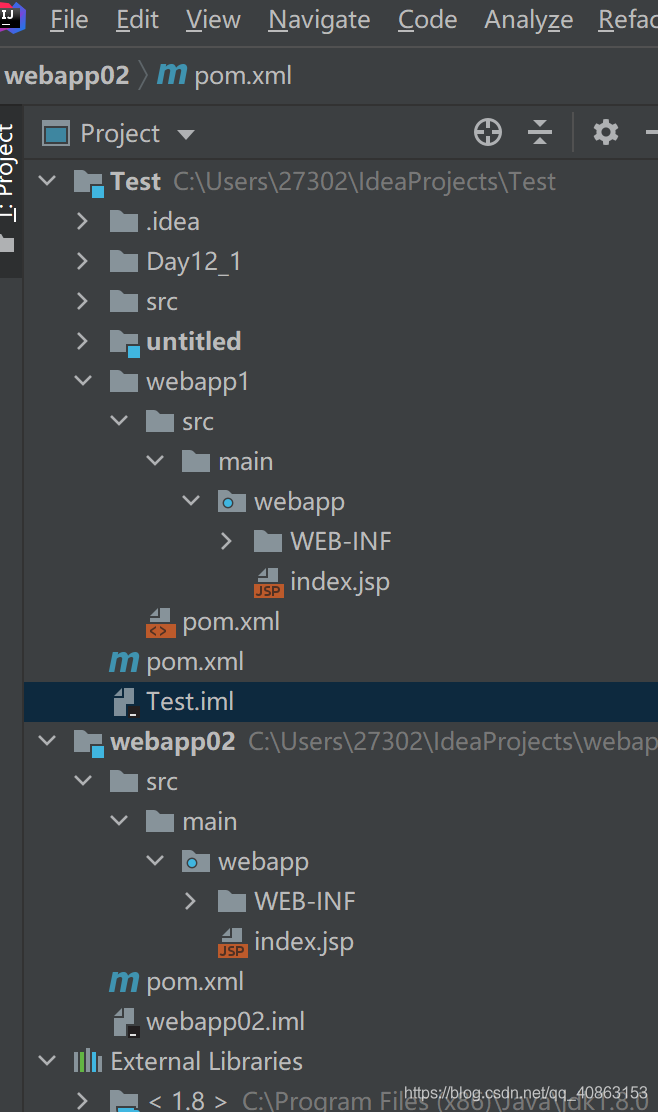 File Edit View Navigate Code Analyze Refac
webapp02 pom.xml
Project
1: Project
Test C:\Users\27302\IdeaProjects\Test
.idea
Day12_1
src
untitled
webapp1
src
main
webapp
WEB-INF
JSP index.jsp
pom.xml
m pom.xml
Test.iml
webapp02 C:\Users\27302\IdeaProjects\webap
src
main
webapp
WEB-INF
JSP index.jsp
m pom.xml
webapp02.iml
External Libraries
< 1.8 > C:\Program Files (x86)\Java\jdk1.8.0
https://blog.csdn.net/qq_40863153